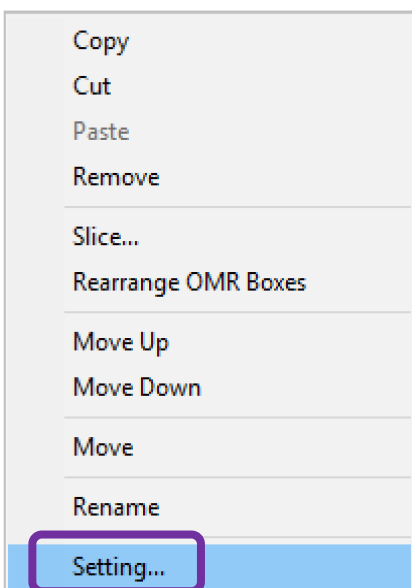 Copy
Cut
Paste
Remove
Slice...
Rearrange OMR Boxes
Move Up
Move Down
Move
Rename
Setting...